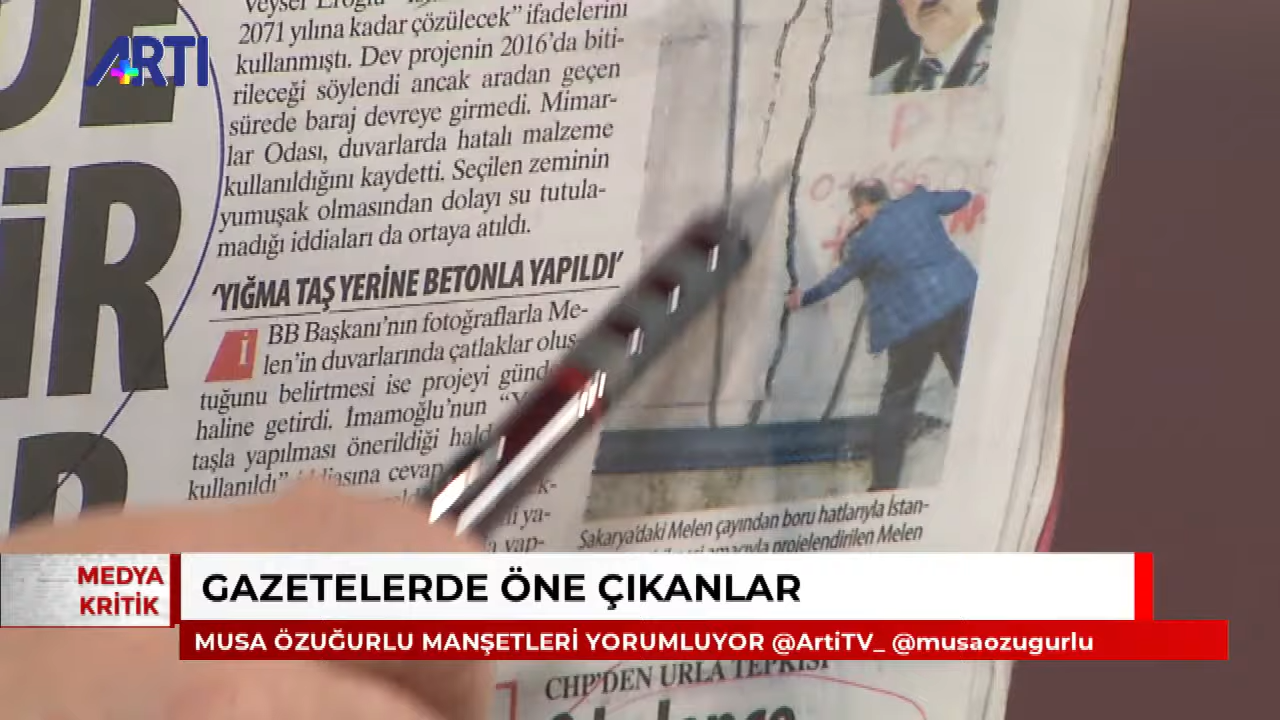 ARTI
Veysel Eroğlu
2071 yılına kadar çözülecek” ifadelerini
kullanmıştı. Dev projenin 2016’da biti-
rileceği söylendi ancak aradan geçen
sürede baraj devreye girmedi. Mimar-
lar Odası, duvarlarda hatalı malzeme
kullanıldığını kaydetti. Seçilen zeminin
yumuşak olmasından dolayı su tutula-
madığı iddiaları da ortaya atıldı.
‘YIĞMA TAŞ YERİNE BETONLA YAPILDI’
İBB Başkanı’nın fotoğraflarla Me-
len’in duvarlarında çatlaklar oluş-
tuğunu belirtmesi ise projeyi günd
haline getirdi. İmamoğlu’nun
taşla yapılması önerildiği hald
kullanıldı” iddiasına cevap
Sakarya’daki Melen çayından boru hatlarıyla İstan-
amacıyla projelendirilen Melen
MEDYA
KRİTİK
GAZETELERDE ÖNE ÇIKANLAR
MUSA ÖZUĞURLU MANŞETLERİ YORUMLUYOR @ArtiTV_ @musaozugurlu
CHP’DEN URLA TEPKİSİ